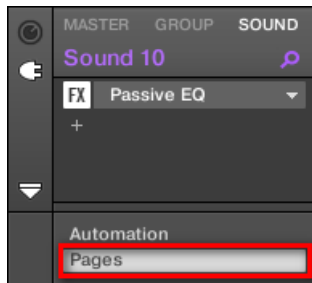 MASTER GROUP SOUND
Sound 10
FX Passive EQ
+
Automation
Pages